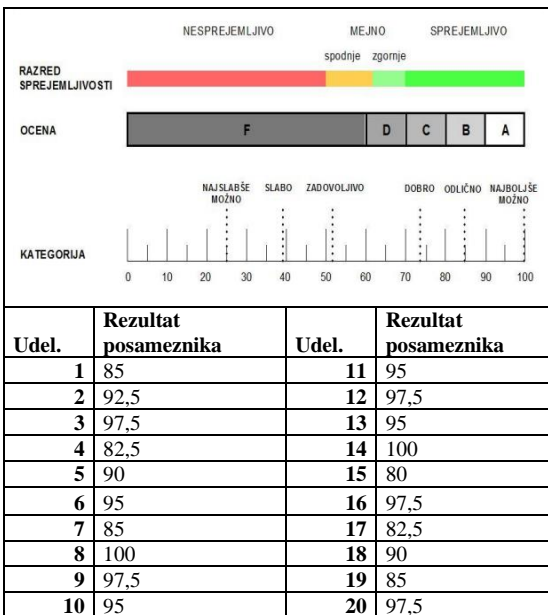 NESPREJEMLJIVO MEJNO SPREJEMLJIVO
spodnje zgornje
RAZRED
SPREJEMLJIVOSTI
OCENA F D C B A
NAJSLABŠE SLABO ZADOVOLJIVO DOBRO ODLIČNO NAJBOLJŠE
MOŽNO MOŽNO
KATEGORIJA
0 10 20 30 40 50 60 70 80 90 100
Udel. Rezultat posameznika Udel. Rezultat posameznika
1 85 11 95
2 92,5 12 97,5
3 97,5 13 95
4 82,5 14 100
5 90 15 80
6 95 16 97,5
7 85 17 82,5
8 100 18 90
9 97,5 19 85
10 95 20 97,5